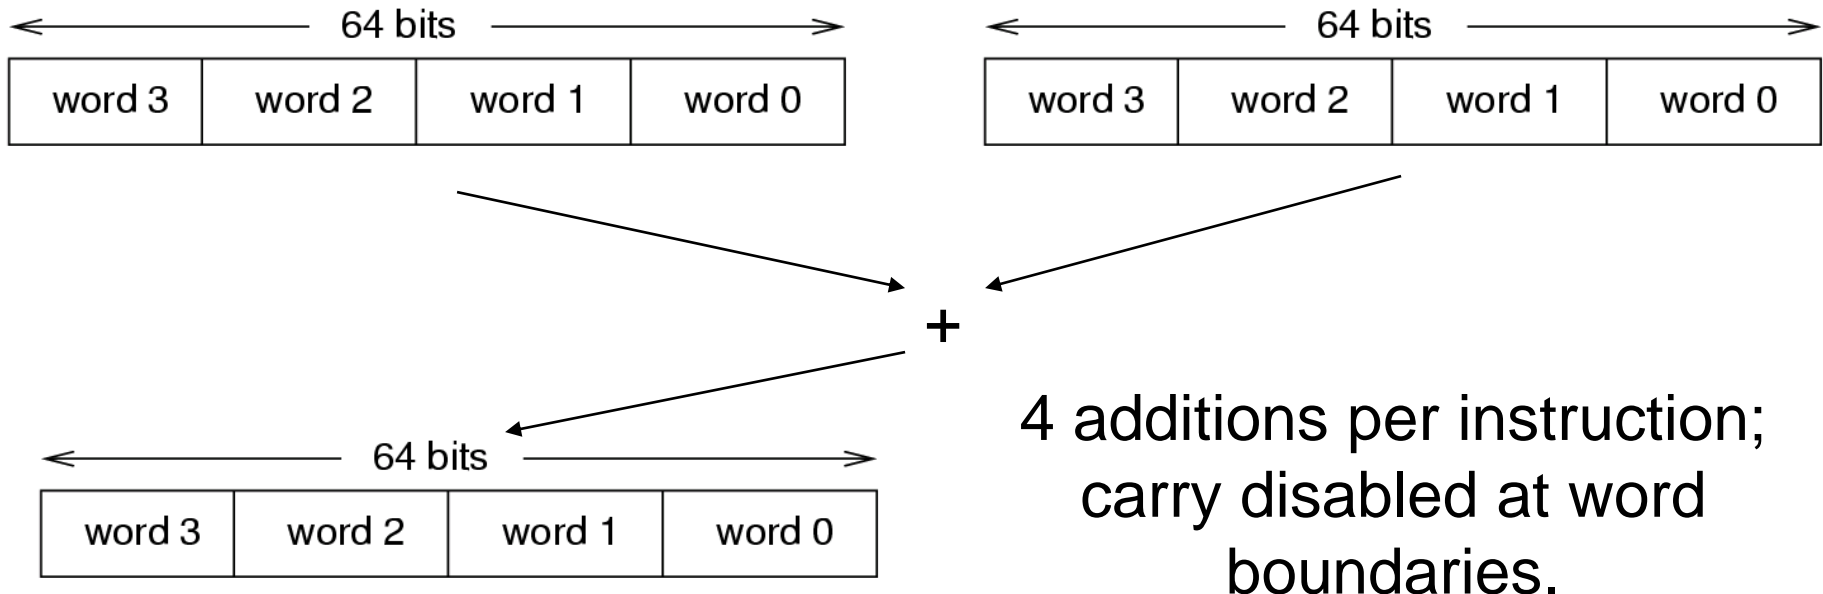 64 bits
64 bits
word 3 word 2 word 1 word 0
word 3 word 2 word 1 word 0
+
4 additions per instruction;
carry disabled at word
boundaries.
64 bits
word 3 word 2 word 1 word 0